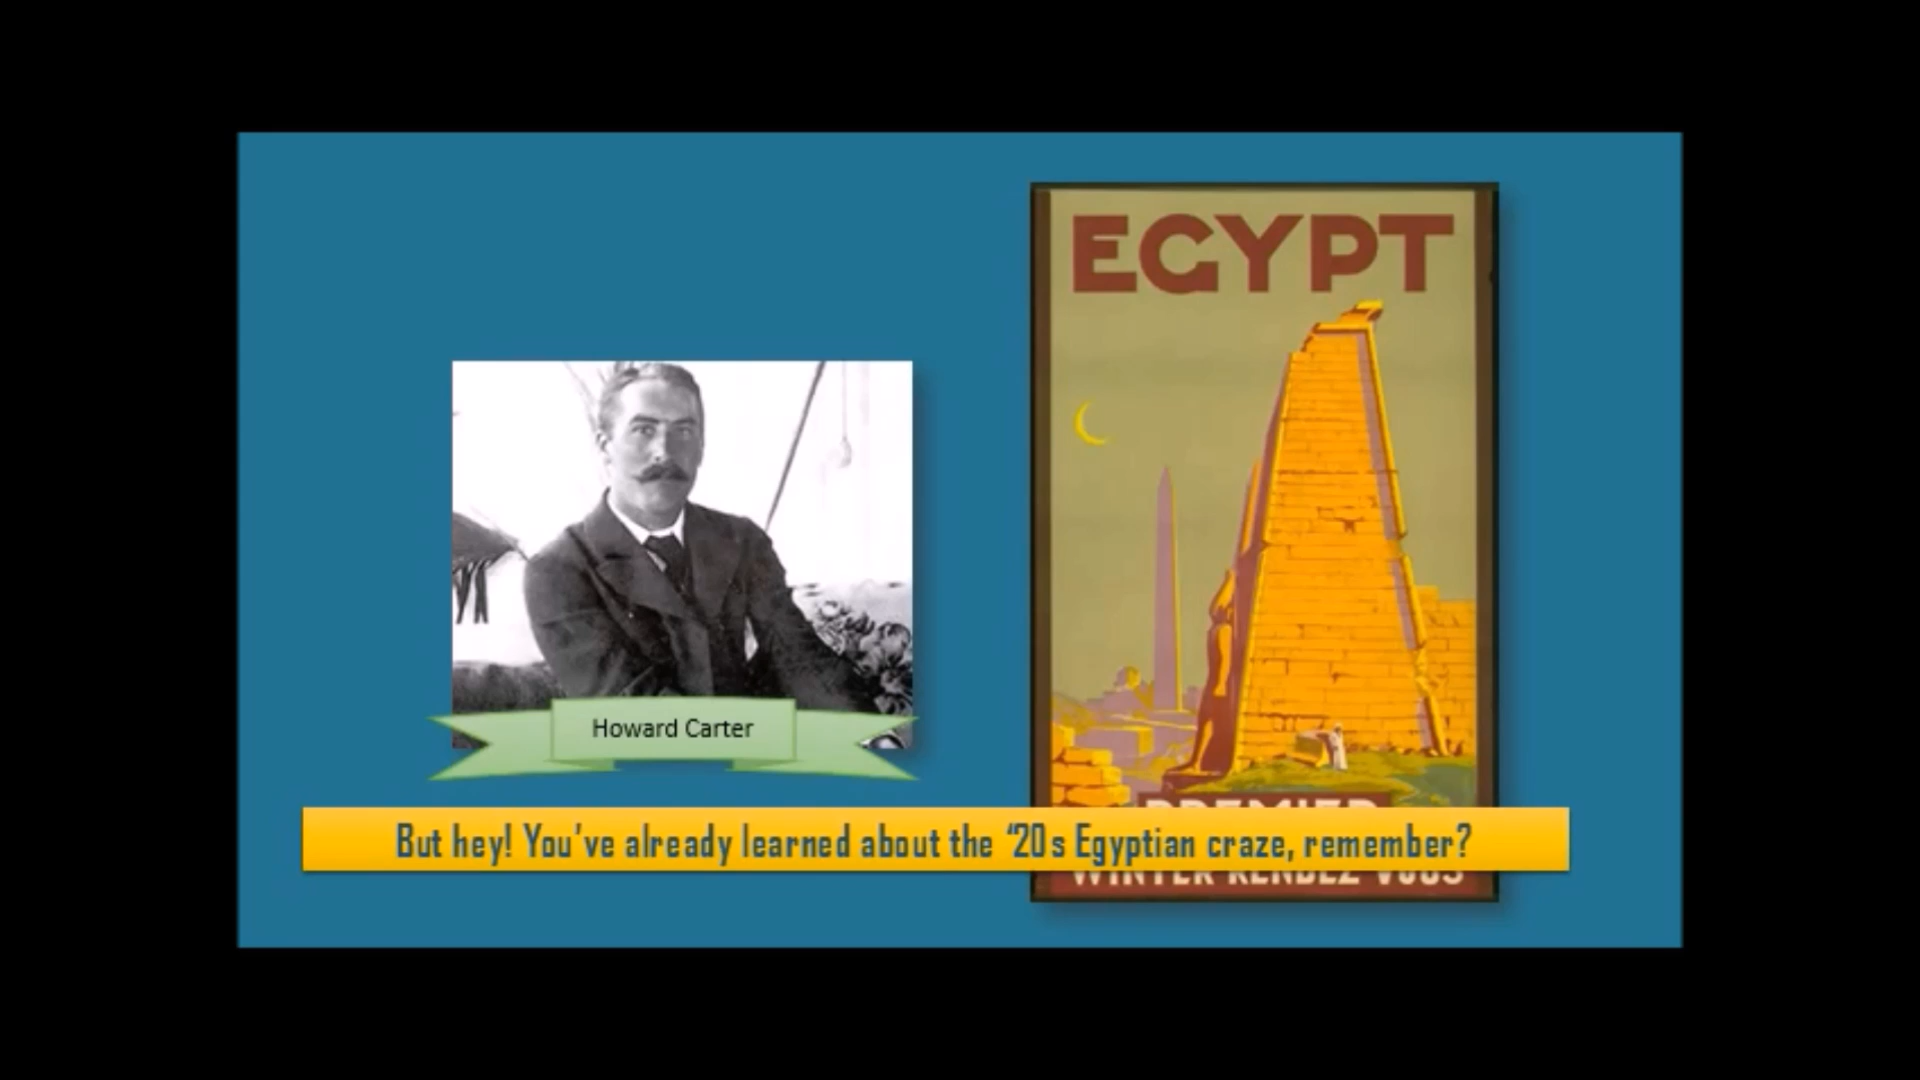 EGYPT
Howard Carter
But hey! You've already learned about the '20s Egyptian craze, remember?